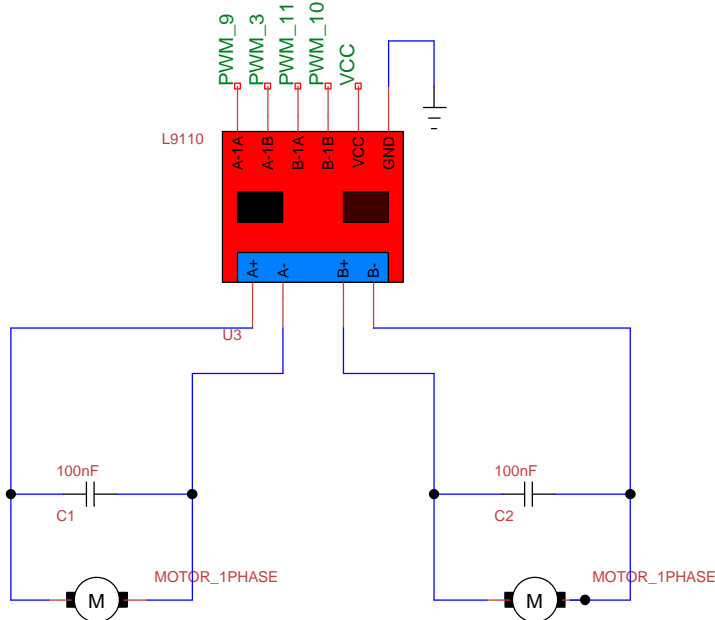 PWM_9
PWM_3
PWM_11
PWM_10
VCC
L9110
A-1A
A-1B
B-1A
B-1B
VCC
GND
A+
A-
B+
B-
U3
100nF
C1
100nF
C2
MOTOR_1PHASE
M
MOTOR_1PHASE
M